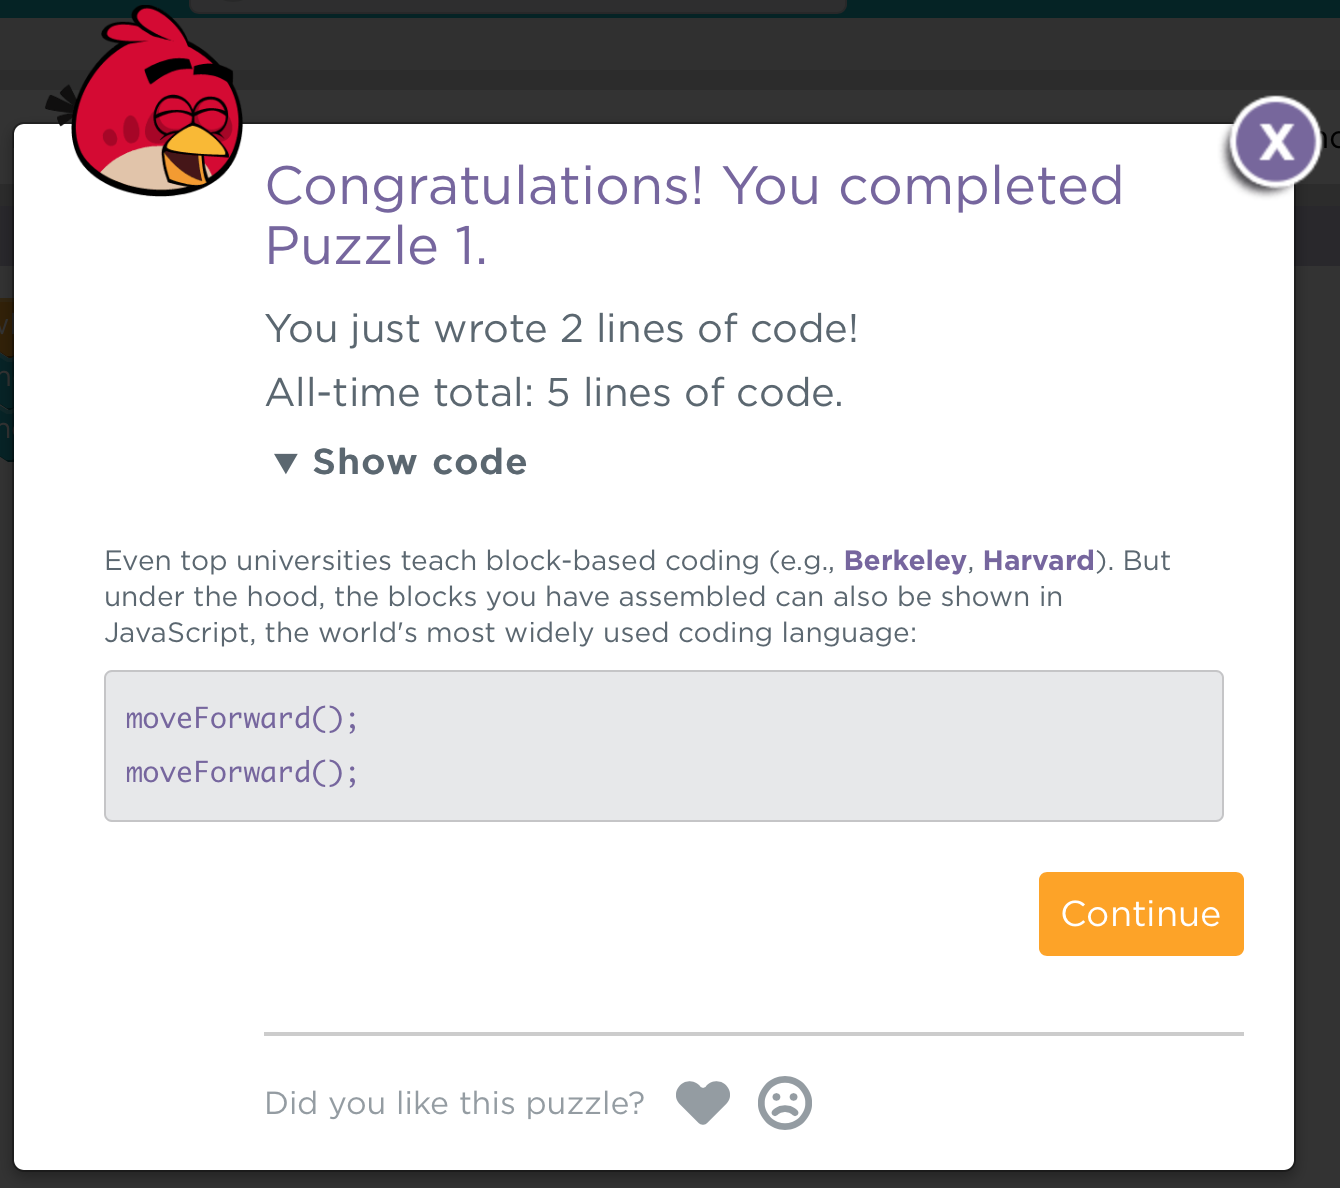 X
Congratulations! You completed
Puzzle 1.
You just wrote 2 lines of code!
All-time total: 5 lines of code.
▼ Show code
Even top universities teach block-based coding (e.g., Berkeley, Harvard). But
under the hood, the blocks you have assembled can also be shown in
JavaScript, the world's most widely used coding language:
moveForward();
moveForward();
Continue
Did you like this puzzle?